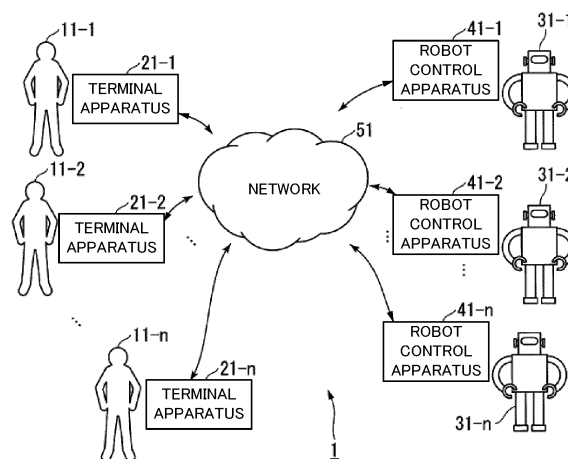 11-1
21-1
TERMINAL
APPARATUS
41-1
ROBOT
CONTROL
APPARATUS
31-1
51
NETWORK
11-2
21-2
TERMINAL
APPARATUS
41-2
ROBOT
CONTROL
APPARATUS
31-2
11-n
21-n
TERMINAL
APPARATUS
41-n
ROBOT
CONTROL
APPARATUS
31-n
1